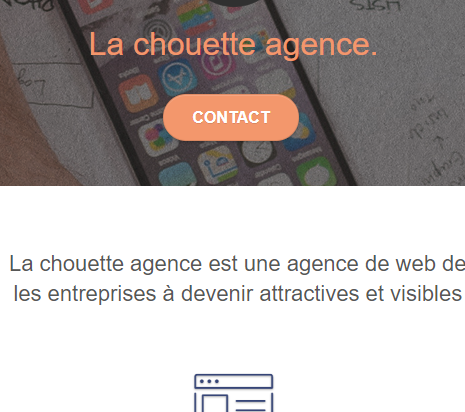 La chouette agence.
CONTACT
La chouette agence est une agence de web de
les entreprises à devenir attractives et visibles